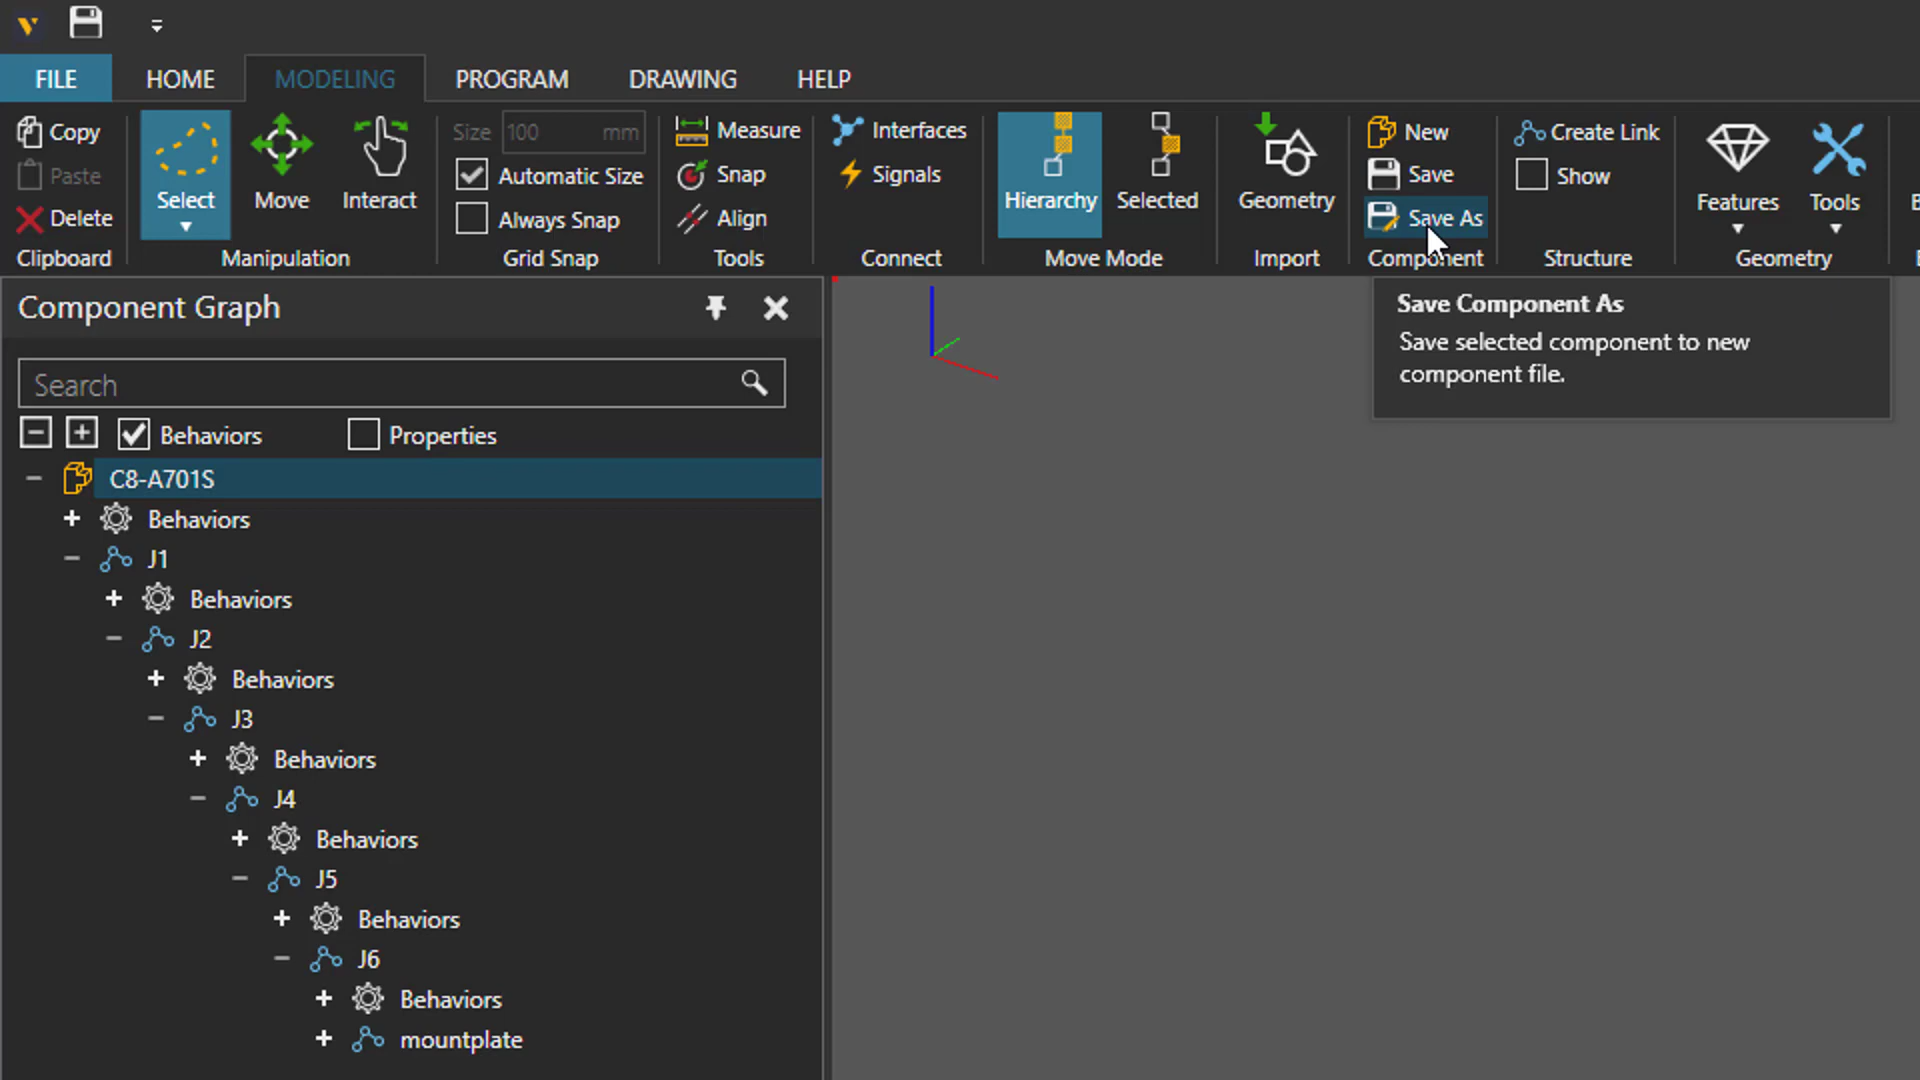 FILE HOME MODELING PROGRAM DRAWING HELP
Copy
Paste
Delete
Clipboard
Select
Move
Interact
Manipulation
Size 100 mm
Automatic Size
Always Snap
Grid Snap
Measure
Snap
Align
Tools
Interfaces
Signals
Connect
Hierarchy
Selected
Move Mode
Geometry
Import
New
Save
Save As
Component
Create Link
Show
Structure
Features
Tools
Geometry
Save Component As
Save selected component to new
component file.
Component Graph
Search
Behaviors Properties
C8-A701S
Behaviors
J1
Behaviors
J2
Behaviors
J3
Behaviors
J4
Behaviors
J5
Behaviors
J6
Behaviors
mountplate